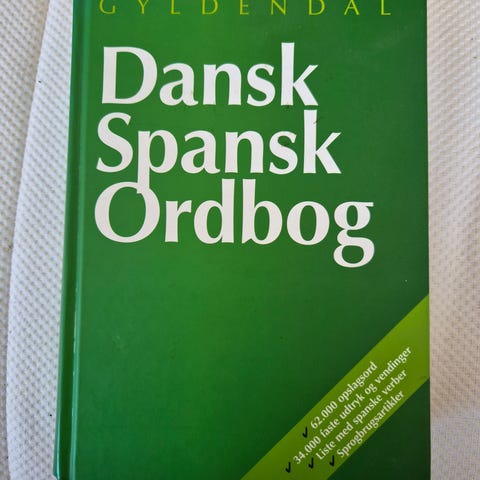 GYLDENDAL
Dansk
Spansk
Ordbog
✓ 62.000 opslagsord
✓ 34.000 faste udtryk og vendinger
✓ Liste med spanske verber
✓ Sprogbrugsartikler